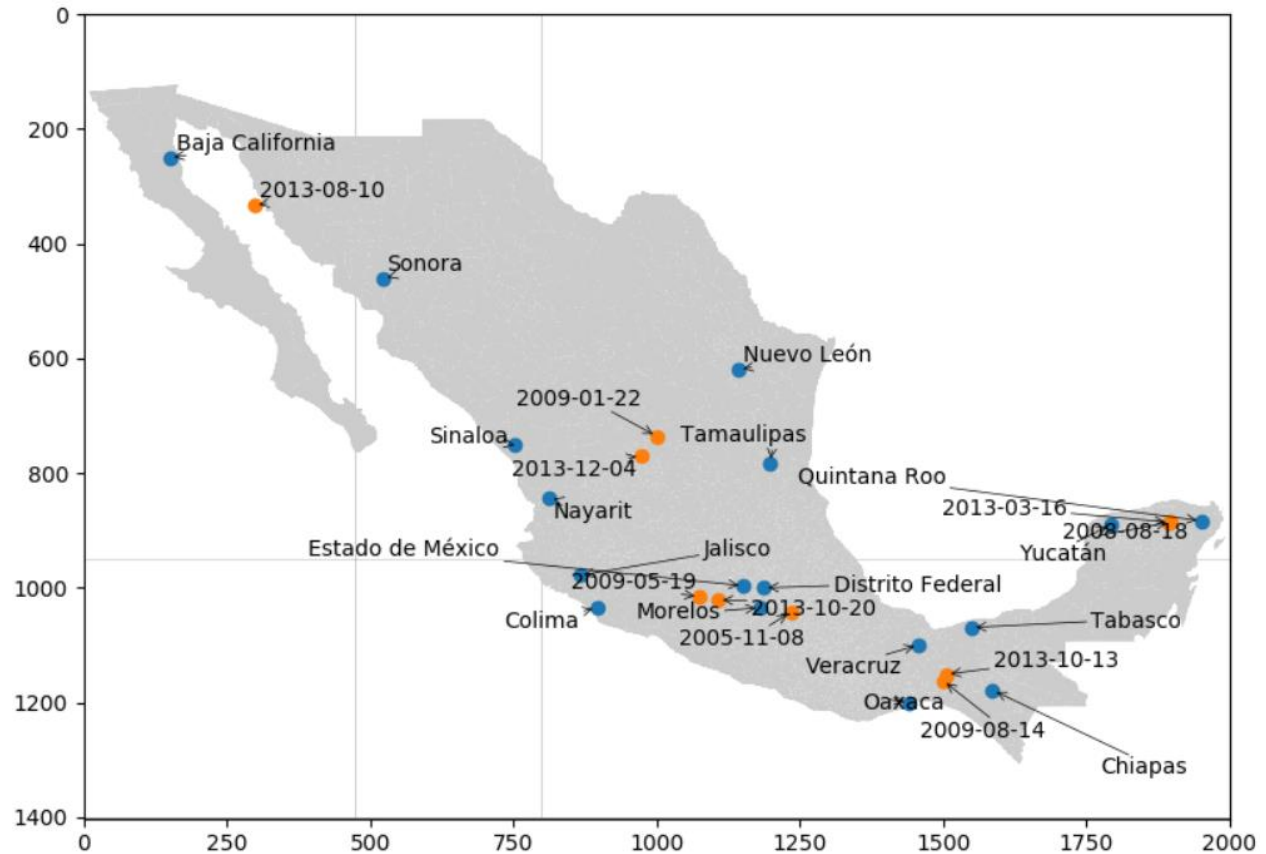 0
200
400
600
800
1000
1200
1400
Baja California
2013-08-10
Sonora
Nuevo León
2009-01-22
Sinaloa
Tamaulipas
2013-12-04
Quintana Roo
Nayarit
2013-03-16
2008-08-18
Yucatán
Estado de México
Jalisco
2009-05-19
Distrito Federal
Morelos
2013-10-20
Colima
2005-11-08
Tabasco
Veracruz
2013-10-13
Oaxaca
2009-08-14
Chiapas
0 250 500 750 1000 1250 1500 1750 2000